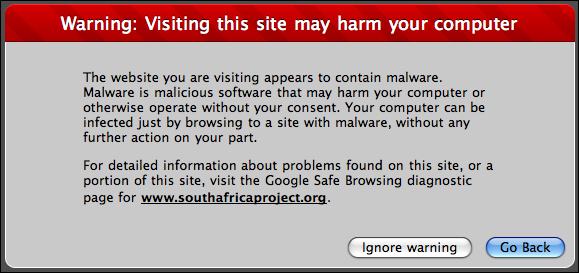 Warning: Visiting this site may harm your computer
The website you are visiting appears to contain malware.
Malware is malicious software that may harm your computer or
otherwise operate without your consent. Your computer can be
infected just by browsing to a site with malware, without any
further action on your part.
For detailed information about problems found on this site, or a
portion of this site, visit the Google Safe Browsing diagnostic
page for www.southafricaproject.org.
Ignore warning
Go Back